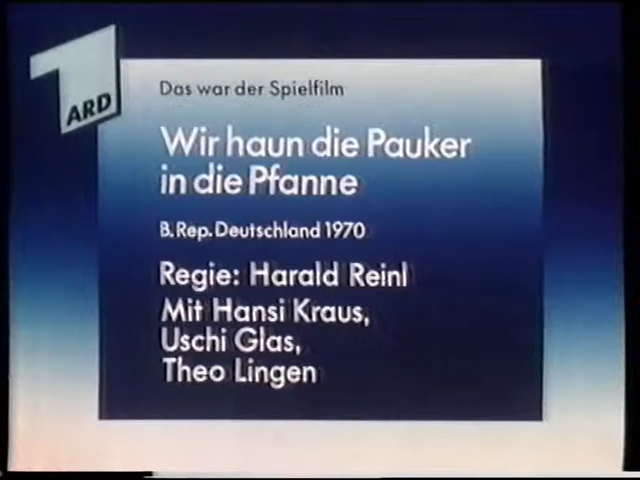 ARD
Das war der Spielfilm
Wir haun die Pauker
in die Pfanne
B. Rep. Deutschland 1970
Regie: Harald Reinl
Mit Hansi Kraus,
Uschi Glas,
Theo Lingen